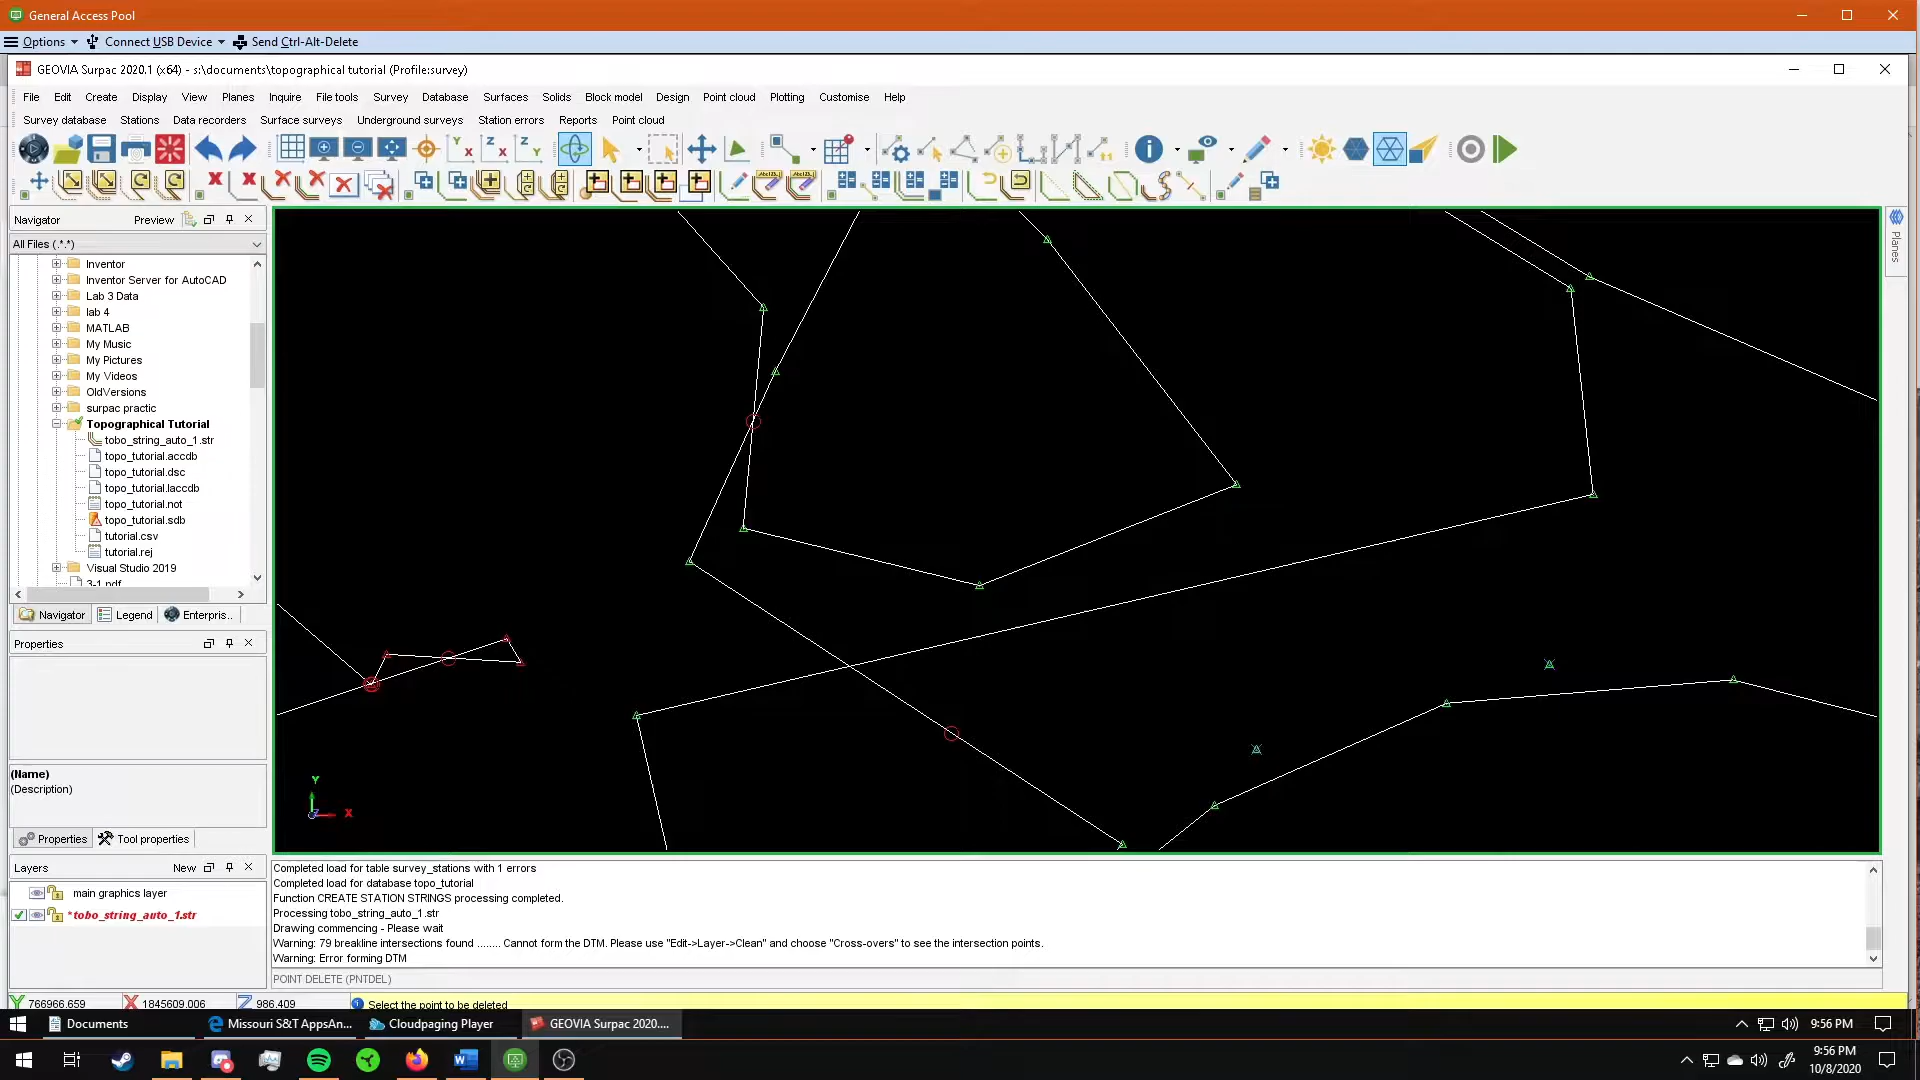 General Access Pool
Options Connect USB Device Send Ctrl-Alt-Delete
GEOVIA Surpac 2020.1 (x64) - s:\documents\topographical tutorial (Profile:survey)
File Edit Create Display View Planes Inquire File tools Survey Database Surfaces Solids Block model Design Point cloud Plotting Customise Help
Survey database Stations Data recorders Surface surveys Underground surveys Station errors Reports Point cloud
Navigator Preview
All Files (.*.*)
Inventor
Inventor Server for AutoCAD
Lab 3 Data
lab 4
MATLAB
My Music
My Pictures
My Videos
OldVersions
surpac practic
Topographical Tutorial
tobo_string_auto_1.str
topo_tutorial.accdb
topo_tutorial.dsc
topo_tutorial.laccdb
topo_tutorial.not
topo_tutorial.sdb
tutorial.csv
tutorial.rej
Visual Studio 2019
3-1.pdf
Navigator Legend Enterpris..
Properties
(Name)
(Description)
Properties Tool properties
Layers New
main graphics layer
*tobo_string_auto_1.str
Planes
Y
Z X
Completed load for table survey_stations with 1 errors
Completed load for database topo_tutorial
Function CREATE STATION STRINGS processing completed.
Processing tobo_string_auto_1.str
Drawing commencing - Please wait
Warning: 79 breakline intersections found ........ Cannot form the DTM. Please use "Edit->Layer->Clean" and choose "Cross-overs" to see the intersection points.
Warning: Error forming DTM
POINT DELETE (PNTDEL)
Y 766966.659 X 1845609.006 Z 986.409 Select the point to be deleted
Documents Missouri S&T AppsAn... Cloudpaging Player GEOVIA Surpac 2020.... 9:56 PM
9:56 PM
10/8/2020